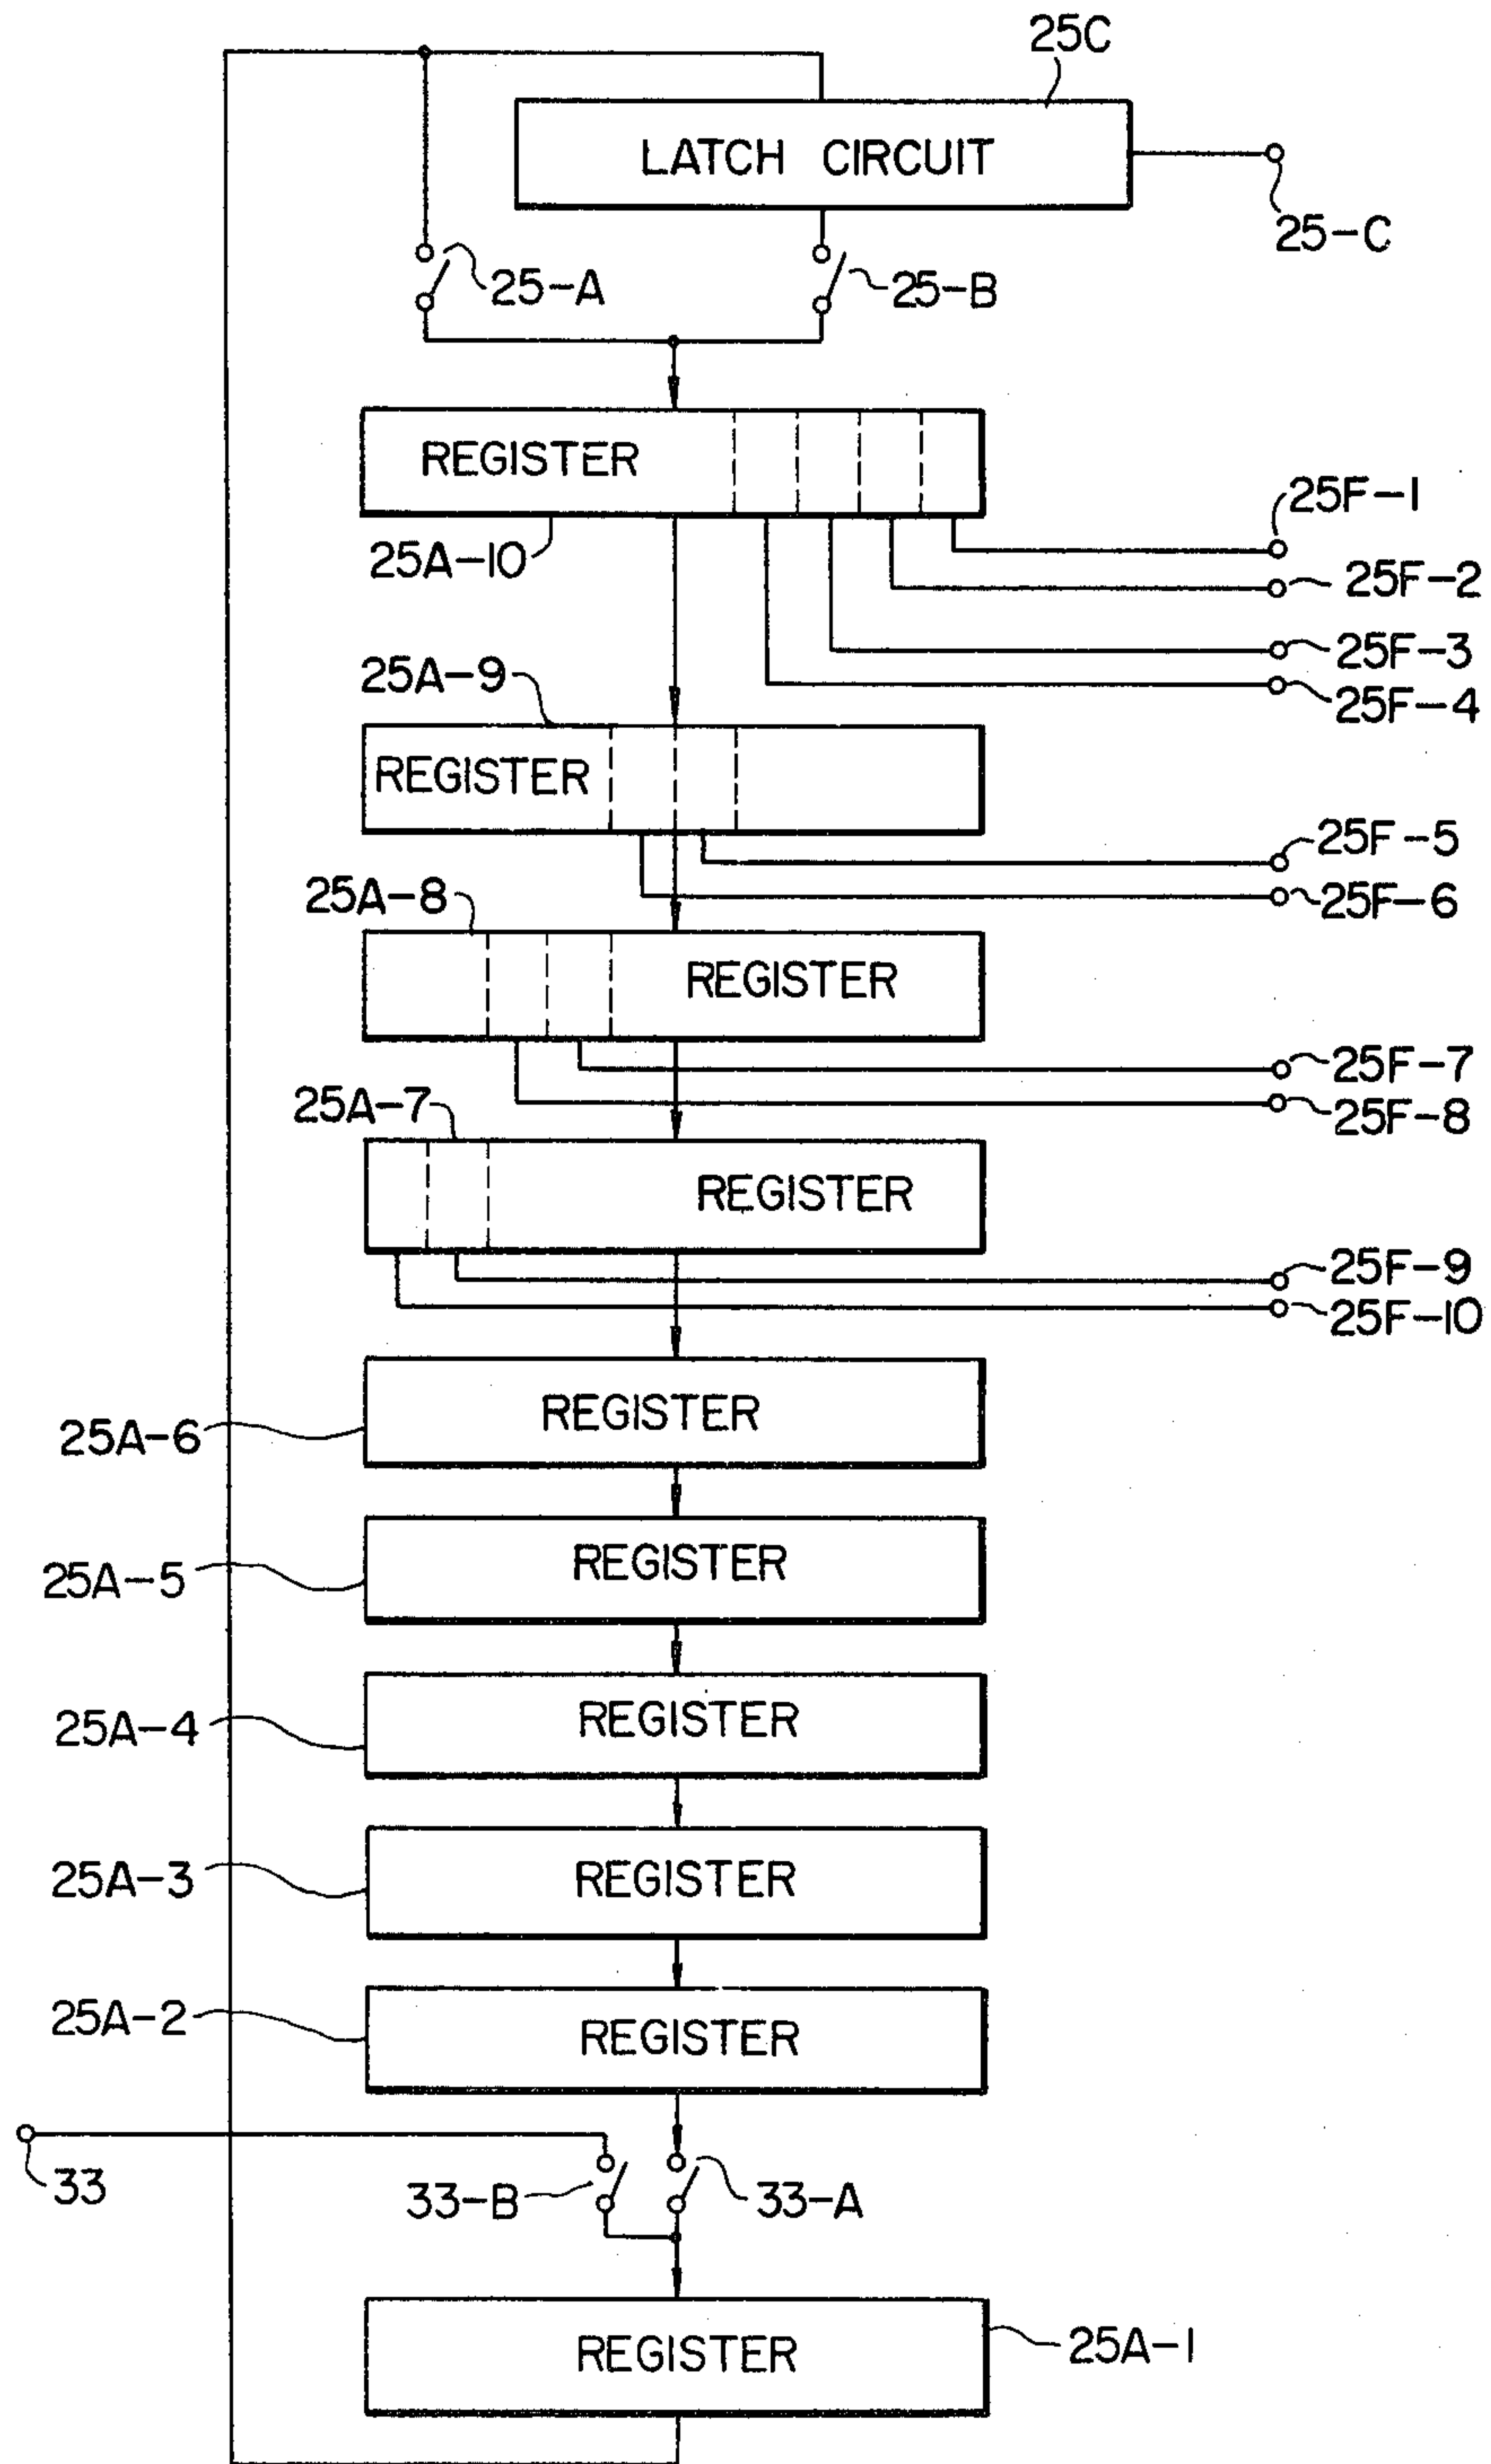 25C
LATCH CIRCUIT
25-C
25-A
25-B
REGISTER
25A-10
25F-1
25F-2
25F-3
25F-4
25A-9
REGISTER
25F-5
25F-6
25A-8
REGISTER
25F-7
25F-8
25A-7
REGISTER
25F-9
25F-10
REGISTER
25A-6
REGISTER
25A-5
REGISTER
25A-4
REGISTER
25A-3
REGISTER
25A-2
33
33-B
33-A
REGISTER
25A-1